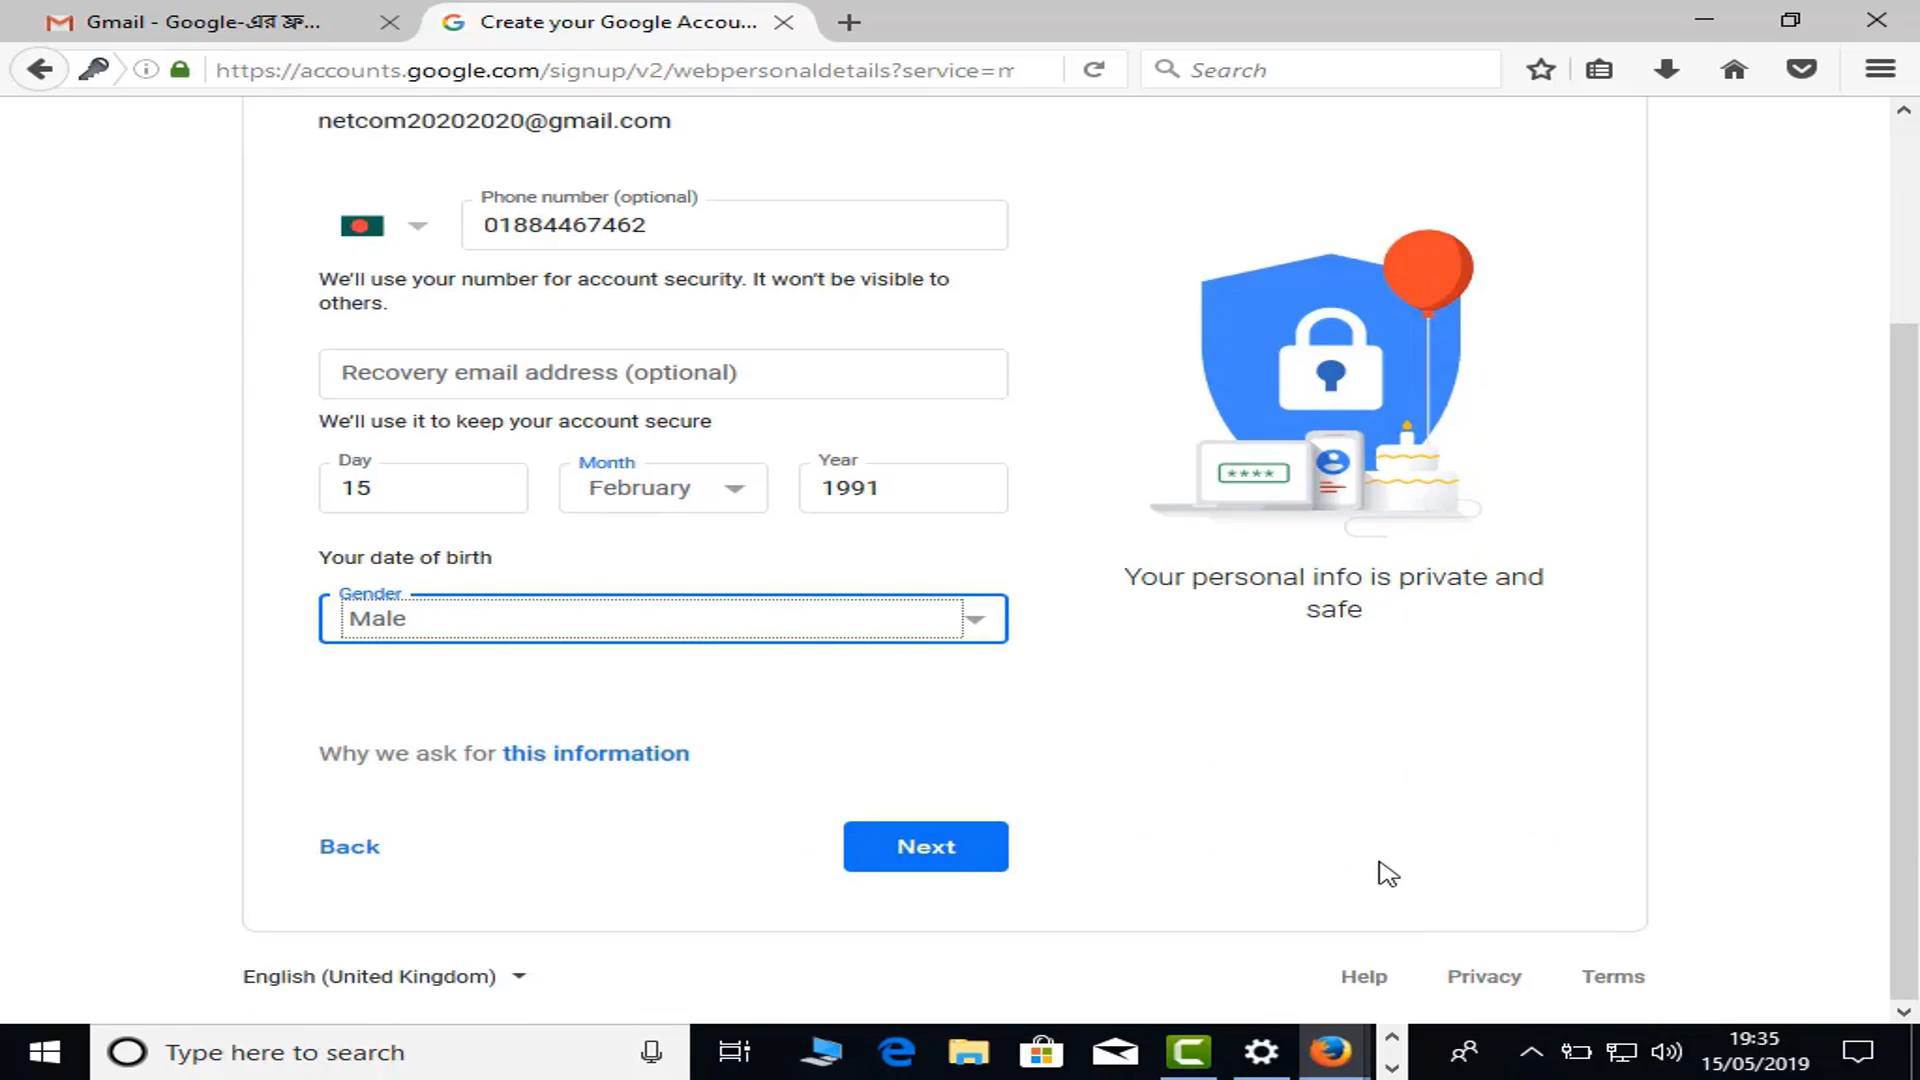 Gmail - Google-এর ফ্র...
Create your Google Accou...
https://accounts.google.com/signup/v2/webpersonaldetails?service=m
Search
netcom20202020@gmail.com
Phone number (optional)
01884467462
We'll use your number for account security. It won't be visible to
others.
Recovery email address (optional)
We'll use it to keep your account secure
Day
Month
Year
15
February
1991
Your date of birth
Gender
Male
Why we ask for this information
Back
Next
****
Your personal info is private and
safe
English (United Kingdom)
Help
Privacy
Terms
Type here to search
19:35
15/05/2019